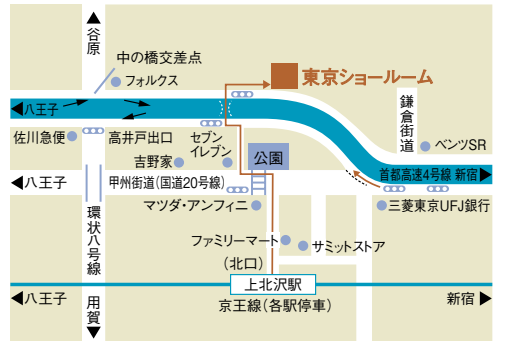 谷原
中の橋交差点
フォルクス
東京ショールーム
八王子
鎌倉街道
佐川急便
高井戸出口
セブン
イレブン
ベンツSR
吉野家
公園
首都高速4号線 新宿
八王子
甲州街道(国道20号線)
マツダ・アンフィニ
三菱東京UFJ銀行
環状八号線
ファミリーマート
サミットストア
(北口)
上北沢駅
八王子
用賀
京王線(各駅停車)
新宿